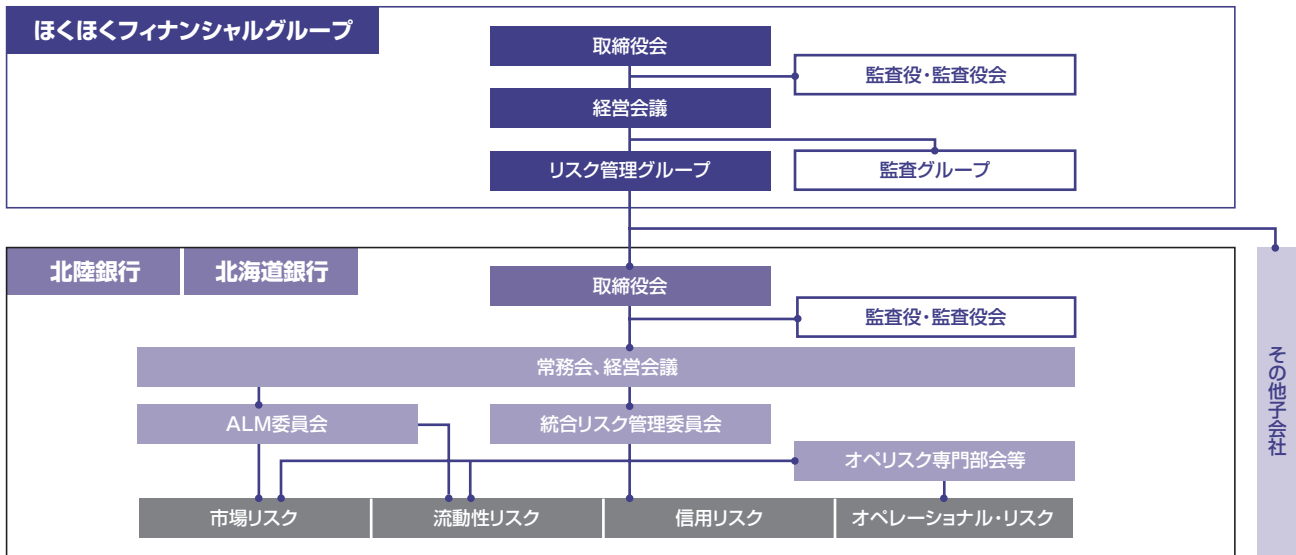 ほくほくフィナンシャルグループ
取締役会
監査役・監査役会
経営会議
リスク管理グループ
監査グループ
北陸銀行
北海道銀行
取締役会
監査役・監査役会
常務会、経営会議
ALM委員会
統合リスク管理委員会
オペリスク専門部会等
市場リスク
流動性リスク
信用リスク
オペレーショナル・リスク
その他子会社